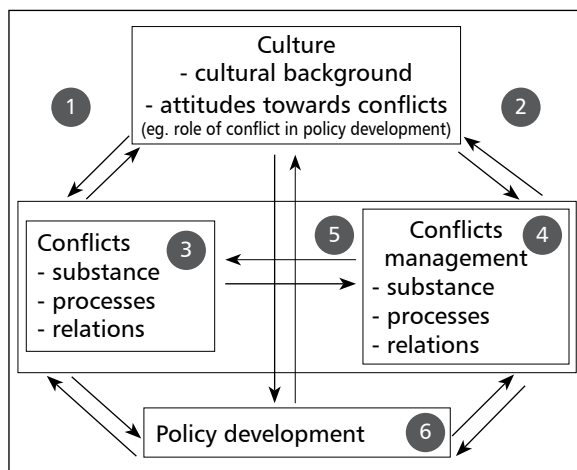 Culture
- cultural background
- attitudes towards conflicts
(eg. role of conflict in policy development)
1
2
Conflicts
- substance
- processes
- relations
3
5
Conflicts
management
- substance
- processes
- relations
4
Policy development
6